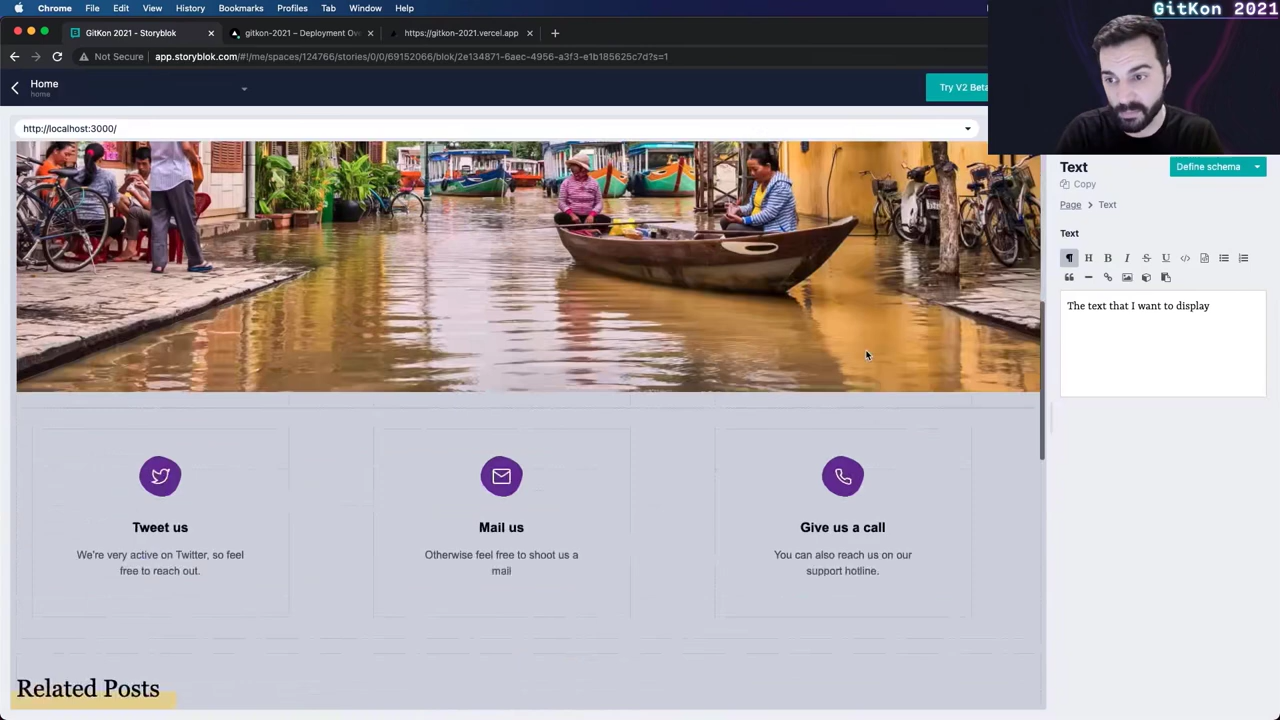 Chrome File Edit View History Bookmarks Profiles Tab Window Help
GitKon 2021
GitKon 2021 - Storyblok
gitkon-2021 – Deployment Ov
https://gitkon-2021.vercel.app
Not Secure
app.storyblok.com/#!/me/spaces/124766/stories/0/0/69152066/blok/2e134871-6aec-4956-a3f3-e1b185625c7d?s=1
Home
home
Try V2 Beta
http://localhost:3000/
Text
Define schema
Copy
Page > Text
Text
H B I S U
The text that I want to display
Tweet us
We're very active on Twitter, so feel
free to reach out.
Mail us
Otherwise feel free to shoot us a
mail
Give us a call
You can also reach us on our
support hotline.
Related Posts